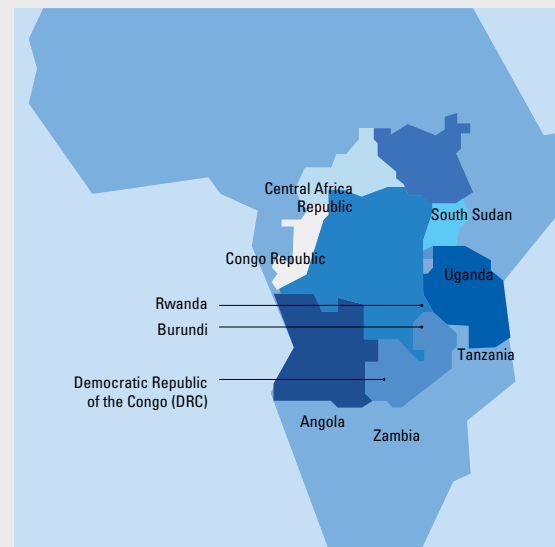 Central Africa
Republic
South Sudan
Congo Republic
Uganda
Rwanda
Burundi
Tanzania
Democratic Republic
of the Congo (DRC)
Angola
Zambia